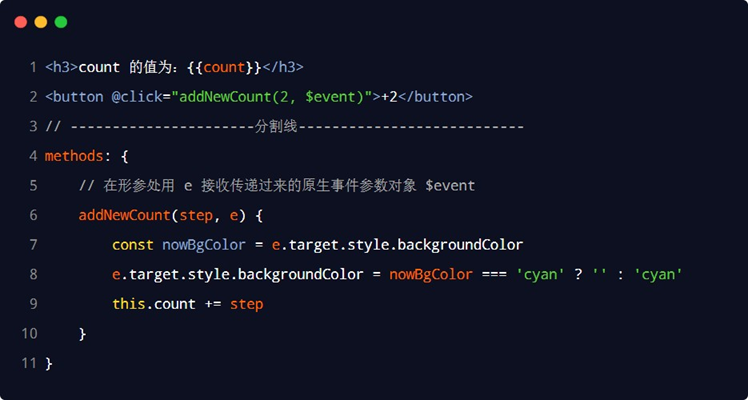 1 <h3>count 的值为：{{count}}</h3>
2 <button @click="addNewCount(2, $event)">+2</button>
3 // ----------------------分割线---------------------------
4 methods: {
5 // 在形参处用 e 接收传递过来的原生事件参数对象 $event
6 addNewCount(step, e) {
7 const nowBgColor = e.target.style.backgroundColor
8 e.target.style.backgroundColor = nowBgColor === 'cyan' ? '' : 'cyan'
9 this.count += step
10 }
11 }